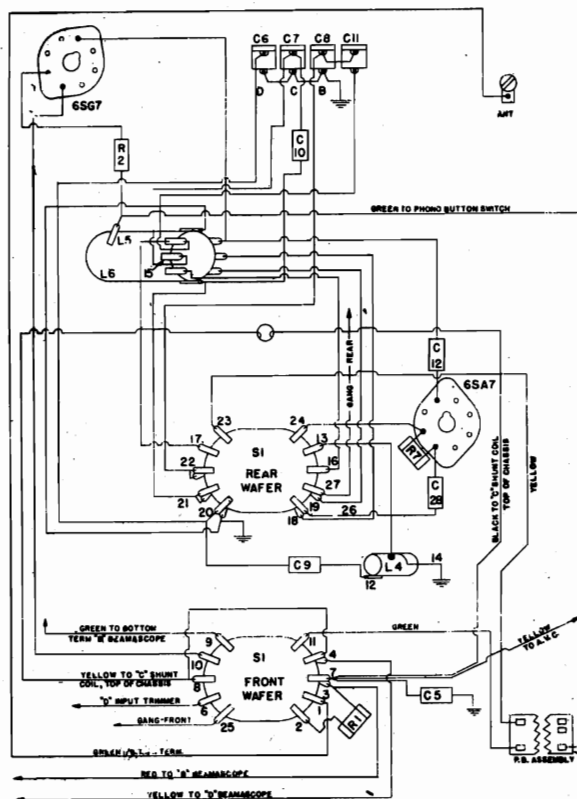 C6 C7 C8 C11
6SG7
D C B
ANT
R 2
C 10
GREEN TO PHONO BUTTON SWITCH
L5
L6
15
C 12
6SA7
GANG REAR
23 24
17 13
S1
REAR
WAFER
22 16
21 27
20 19
18 26
C 28
BLACK TO "C" SHUNT COIL
TOP OF CHASSIS
YELLOW
C9
L4
12
14
GREEN TO BOTTOM
TERM "B" BEAMSCOPE
9 11
GREEN
YELLOW
TO A.V.C.
10 4
S1
FRONT
WAFER
YELLOW TO "C" SHUNT
COIL, TOP OF CHASSIS
8 7
"D" INPUT TRIMMER
6 3
1
C5
GANG-FRONT
25 2
R1
P.B. ASSEMBLY
RED TO "B" BEAMASCOPE
YELLOW TO "D" BEAMASCOPE